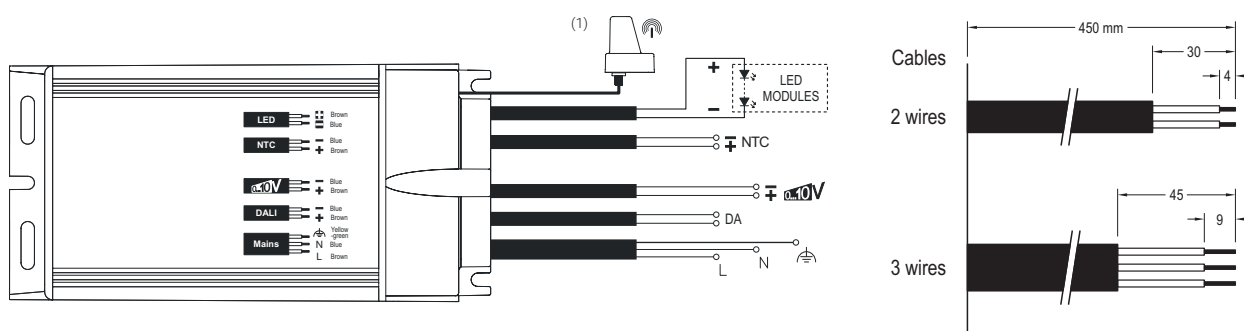 (1)
+
−
LED
MODULES
LED
Brown
Blue
NTC
− Blue
+ Brown
0...10V
− Blue
+ Brown
DALI
− Blue
+ Brown
Mains
Yellow
-green
N Blue
L Brown
NTC
0...10V
DA
L
N
450 mm
Cables
30
4
2 wires
45
9
3 wires